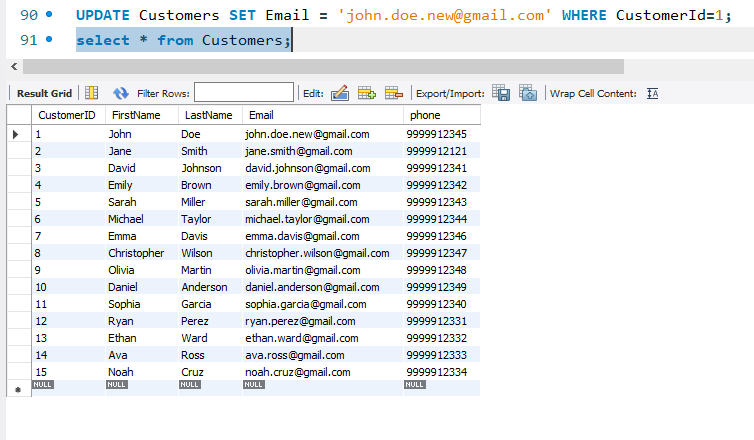 90 UPDATE Customers SET Email = 'john.doe.new@gmail.com' WHERE CustomerId=1;
91 select * from Customers;
Result Grid Filter Rows: Edit: Export/Import: Wrap Cell Content:
CustomerID FirstName LastName Email phone
1 John Doe john.doe.new@gmail.com 9999912345
2 Jane Smith jane.smith@gmail.com 9999912121
3 David Johnson david.johnson@gmail.com 9999912341
4 Emily Brown emily.brown@gmail.com 9999912342
5 Sarah Miller sarah.miller@gmail.com 9999912343
6 Michael Taylor michael.taylor@gmail.com 9999912344
7 Emma Davis emma.davis@gmail.com 9999912346
8 Christopher Wilson christopher.wilson@gmail.com 9999912347
9 Olivia Martin olivia.martin@gmail.com 9999912348
10 Daniel Anderson daniel.anderson@gmail.com 9999912349
11 Sophia Garcia sophia.garcia@gmail.com 9999912340
12 Ryan Perez ryan.perez@gmail.com 9999912331
13 Ethan Ward ethan.ward@gmail.com 9999912332
14 Ava Ross ava.ross@gmail.com 9999912333
15 Noah Cruz noah.cruz@gmail.com 9999912334
NULL NULL NULL NULL NULL